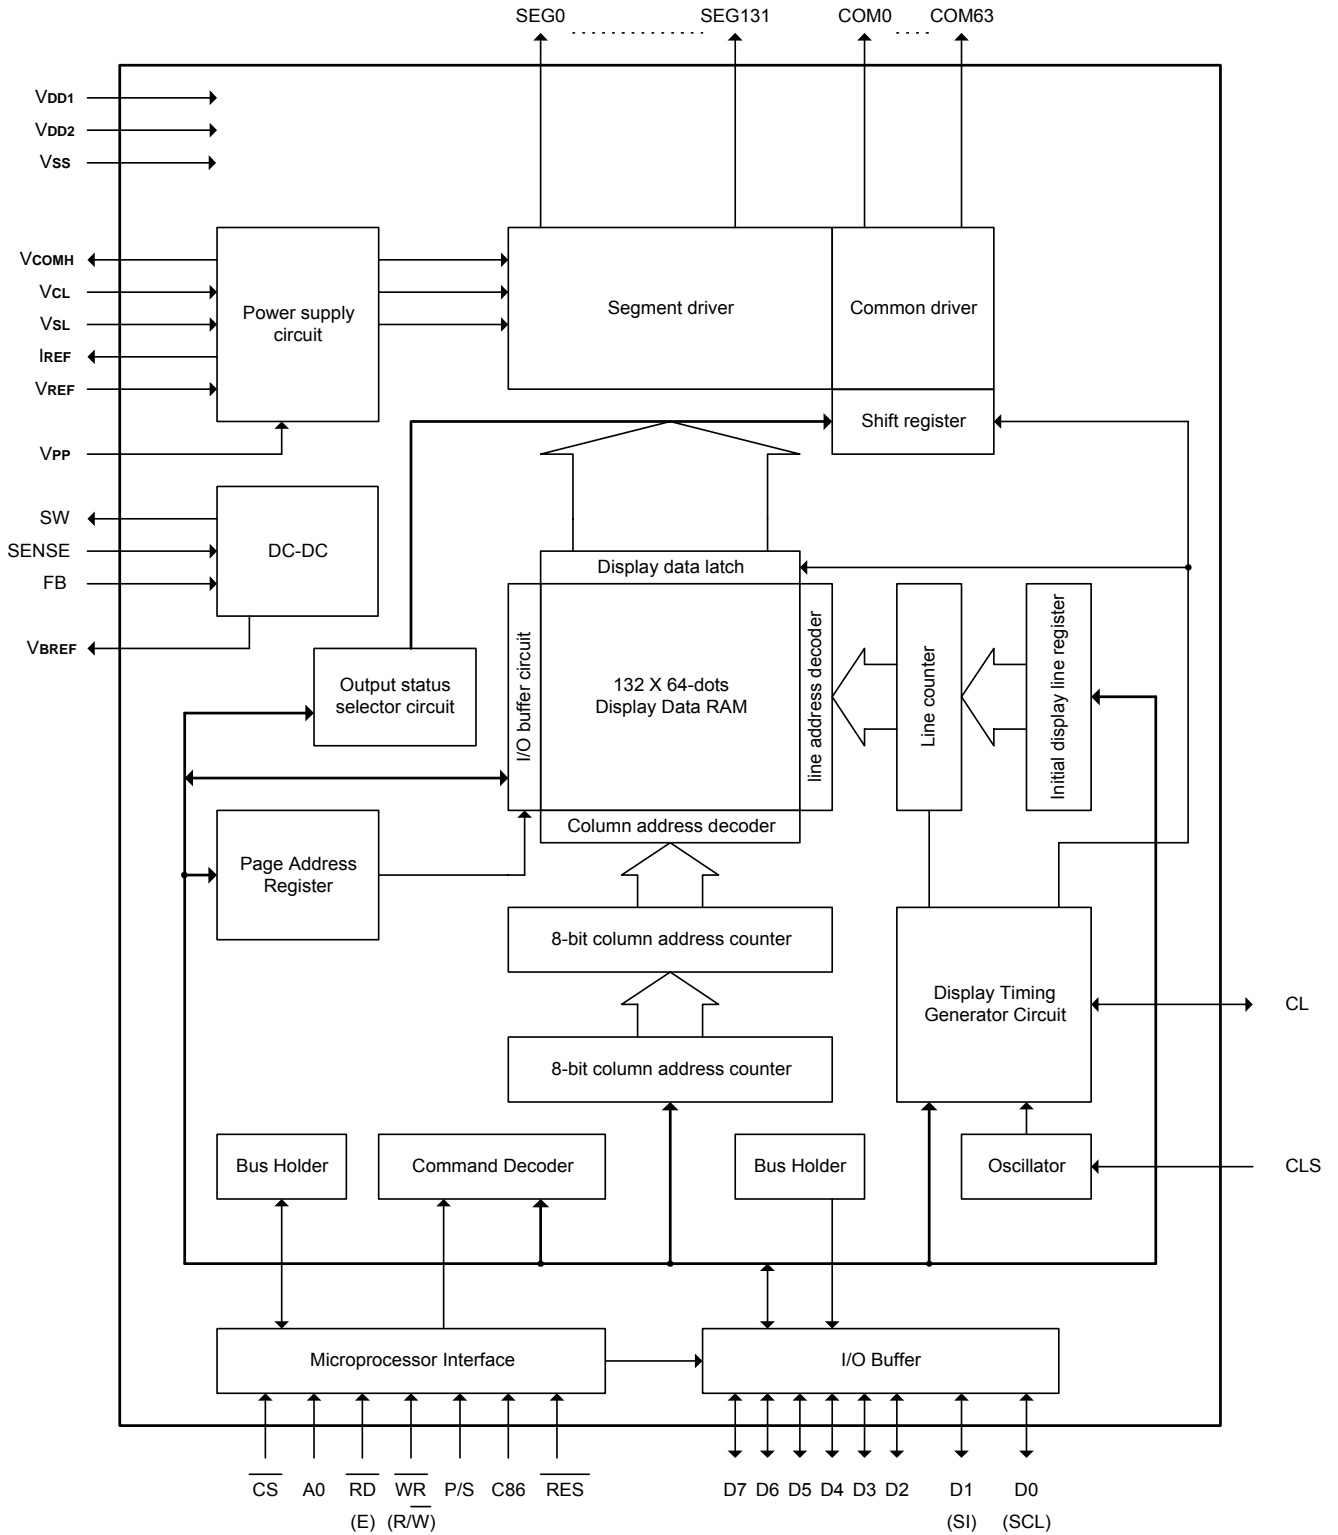 SEG0 SEG131 COM0 COM63
VDD1
VDD2
VSS
VCOMH
VCL
VSL
IREF
VREF
VPP
Power supply
circuit
Segment driver
Common driver
Shift register
SW
SENSE
FB
VBREF
DC-DC
Display data latch
Output status
selector circuit
I/O buffer circuit
132 X 64-dots
Display Data RAM
line address decoder
Line counter
Initial display line register
Column address decoder
Page Address
Register
8-bit column address counter
8-bit column address counter
Display Timing
Generator Circuit
CL
Bus Holder
Command Decoder
Bus Holder
Oscillator
CLS
Microprocessor Interface
I/O Buffer
CS A0 RD WR P/S C86 RES D7 D6 D5 D4 D3 D2 D1 D0
(E) (R/W) (SI) (SCL)